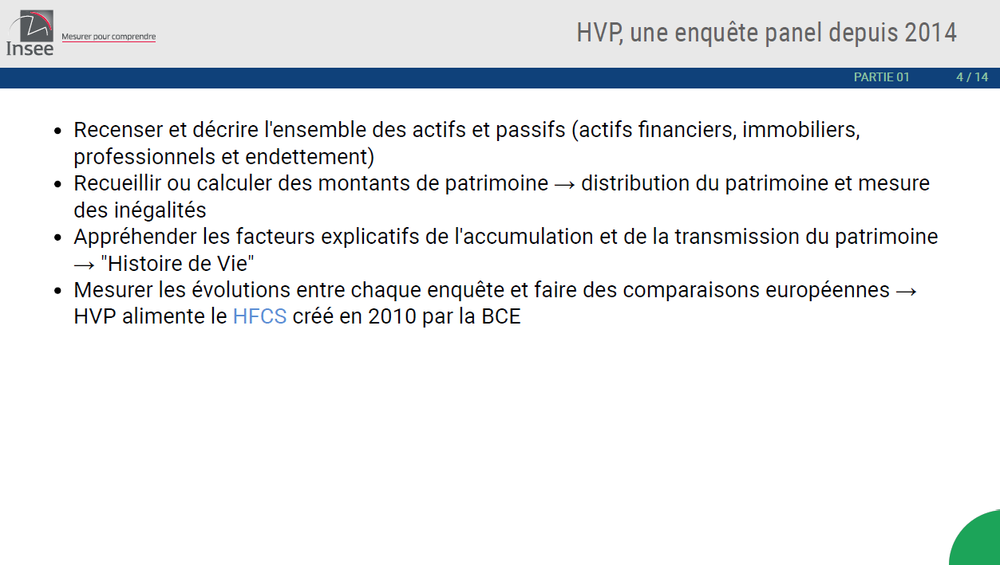 Insee
Mesurer pour comprendre
HVP, une enquête panel depuis 2014
PARTIE 01
4 / 14
• Recenser et décrire l'ensemble des actifs et passifs (actifs financiers, immobiliers,
professionnels et endettement)
• Recueillir ou calculer des montants de patrimoine → distribution du patrimoine et mesure
des inégalités
• Appréhender les facteurs explicatifs de l'accumulation et de la transmission du patrimoine
→ "Histoire de Vie"
• Mesurer les évolutions entre chaque enquête et faire des comparaisons européennes →
HVP alimente le HFCS créé en 2010 par la BCE